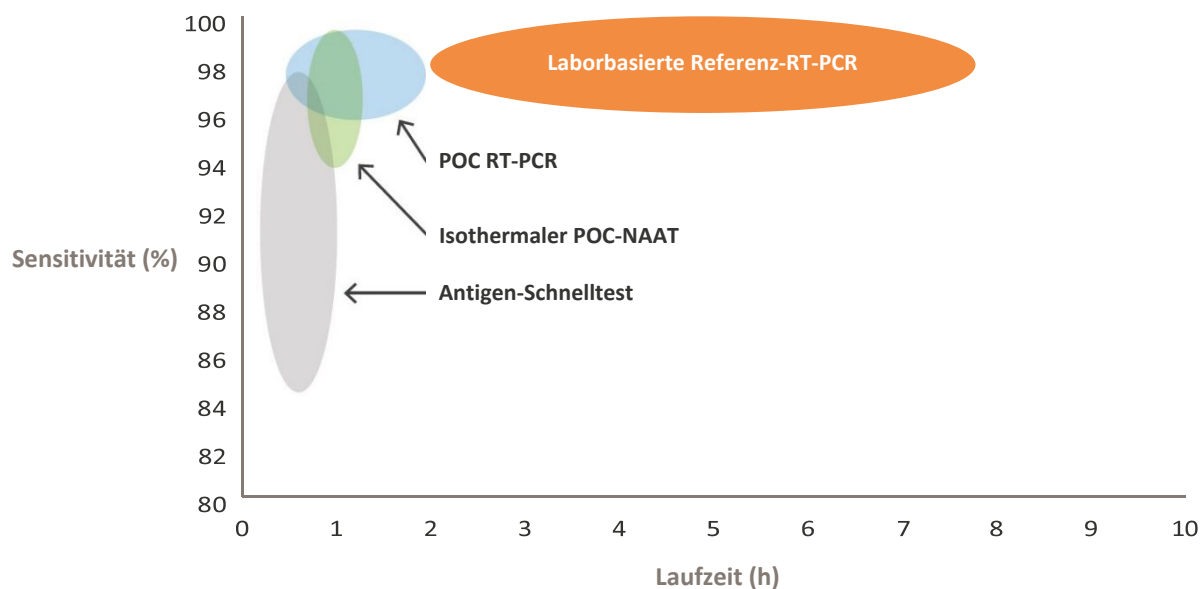 100
98
96
94
92
90
88
86
84
82
80
Sensitivität (%)
Laborbasierte Referenz-RT-PCR
POC RT-PCR
Isothermaler POC-NAAT
Antigen-Schnelltest
0 1 2 3 4 5 6 7 8 9 10
Laufzeit (h)